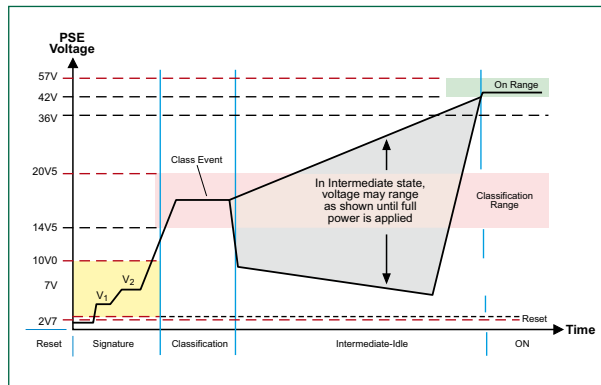 PSE
Voltage
57V
On Range
42V
36V
20V5
Class Event
In Intermediate state,
voltage may range
as shown until full
power is applied
Classification
Range
14V5
10V0
7V
V1
V2
2V7
Reset
Time
Reset
Signature
Classification
Intermediate-Idle
ON